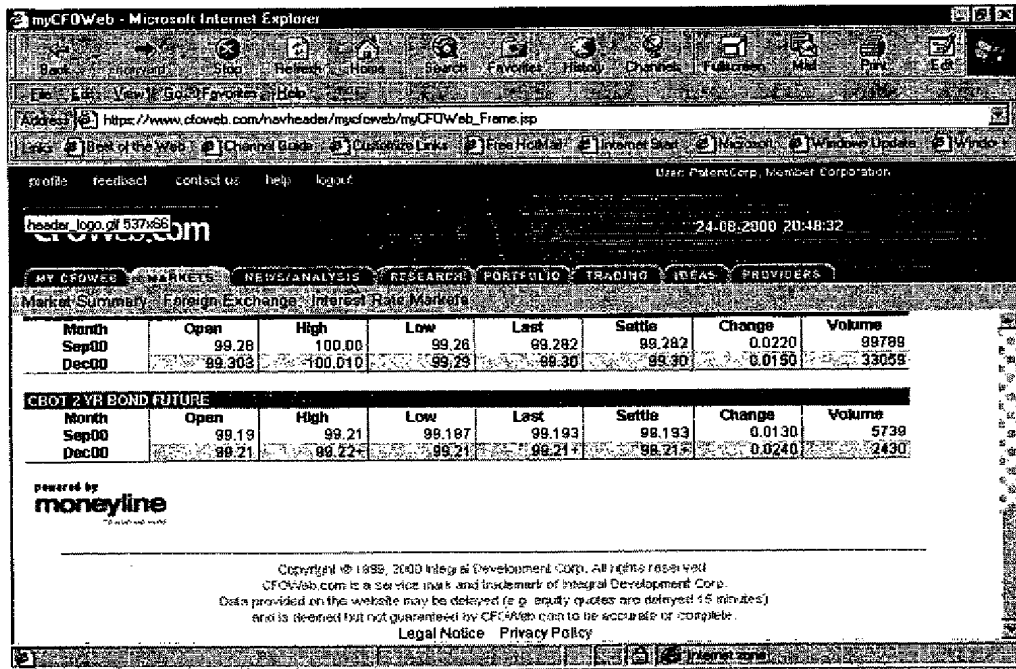 myCFOWeb - Microsoft Internet Explorer
Back Forward Stop Refresh Home Search Favorites History Channels Fullscreen Mail Print Edit
File Edit View Go Favorites Help
Address https://www.cfoweb.com/navheader/mycfoweb/myCFOWeb_Frame.jsp
Links Best of the Web Channel Guide Customize Links Free HotMail Internet Start Microsoft Windows Update Window
profile feedback contact us help logout User: PatentCorp, Member Corporation
header_logo.gif 537x66
CFOWeb.com 24-08-2000 20:48:32
MY CFOWEB MARKETS NEWS/ANALYSIS RESEARCH PORTFOLIO TRADING IDEAS PROVIDERS
Market Summary Foreign Exchange Interest Rate Markets
Month Open High Low Last Settle Change Volume
Sep00 99.28 100.00 99.26 99.282 99.282 0.0220 99788
Dec00 99.303 100.010 99.29 99.30 99.30 0.0150 33059
CBOT 2 YR BOND FUTURE
Month Open High Low Last Settle Change Volume
Sep00 99.19 99.21 99.187 99.193 99.193 0.0130 5739
Dec00 99.21 99.22+ 99.21 99.21+ 99.21+ 0.0240 2430
powered by
moneyline
Copyright © 1999, 2000 Integral Development Corp. All rights reserved.
CFOWeb.com is a service mark and trademark of Integral Development Corp.
Data provided on the website may be delayed (e.g. equity quotes are delayed 15 minutes)
and is deemed but not guaranteed by CFOWeb.com to be accurate or complete.
Legal Notice Privacy Policy
Internet zone